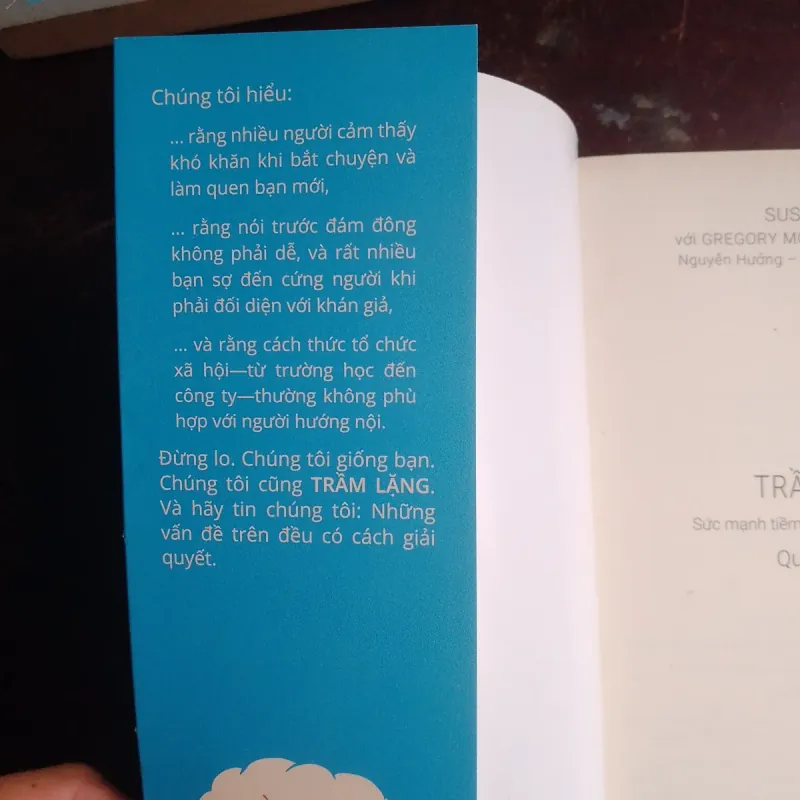 Chúng tôi hiểu:
... rằng nhiều người cảm thấy
khó khăn khi bắt chuyện và
làm quen bạn mới,
... rằng nói trước đám đông
không phải dễ, và rất nhiều
bạn sợ đến cứng người khi
phải đối diện với khán giả,
... và rằng cách thức tổ chức
xã hội—từ trường học đến
công ty—thường không phù
hợp với người hướng nội.
Đừng lo. Chúng tôi giống bạn.
Chúng tôi cũng TRẦM LẶNG.
Và hãy tin chúng tôi: Những
vấn đề trên đều có cách giải
quyết.
SUS
với GREGORY MO
Nguyên Hướng –
TRẦ
Sức mạnh tiềm
Qu